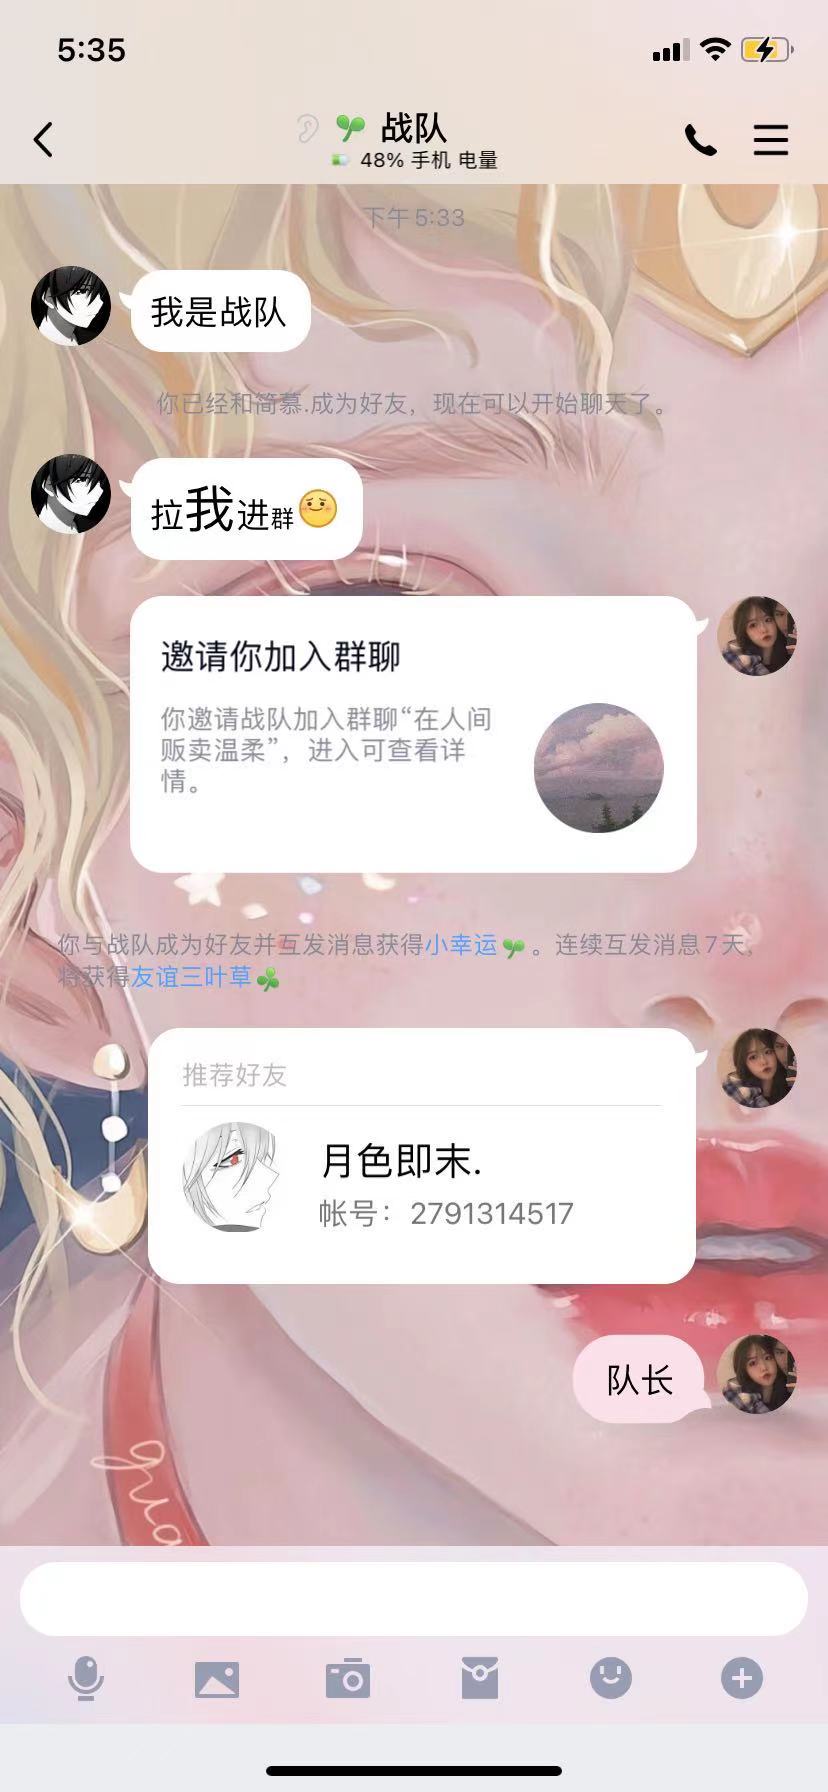 5:35
战队
48% 手机 电量
下午 5:33
我是战队
你已经和简慕.成为好友，现在可以开始聊天了。
拉我进群
邀请你加入群聊
你邀请战队加入群聊“在人间
贩卖温柔”，进入可查看详
情。
你与战队成为好友并互发消息获得小幸运。连续互发消息7天，
将获得友谊三叶草
推荐好友
月色即末.
帐号：2791314517
队长